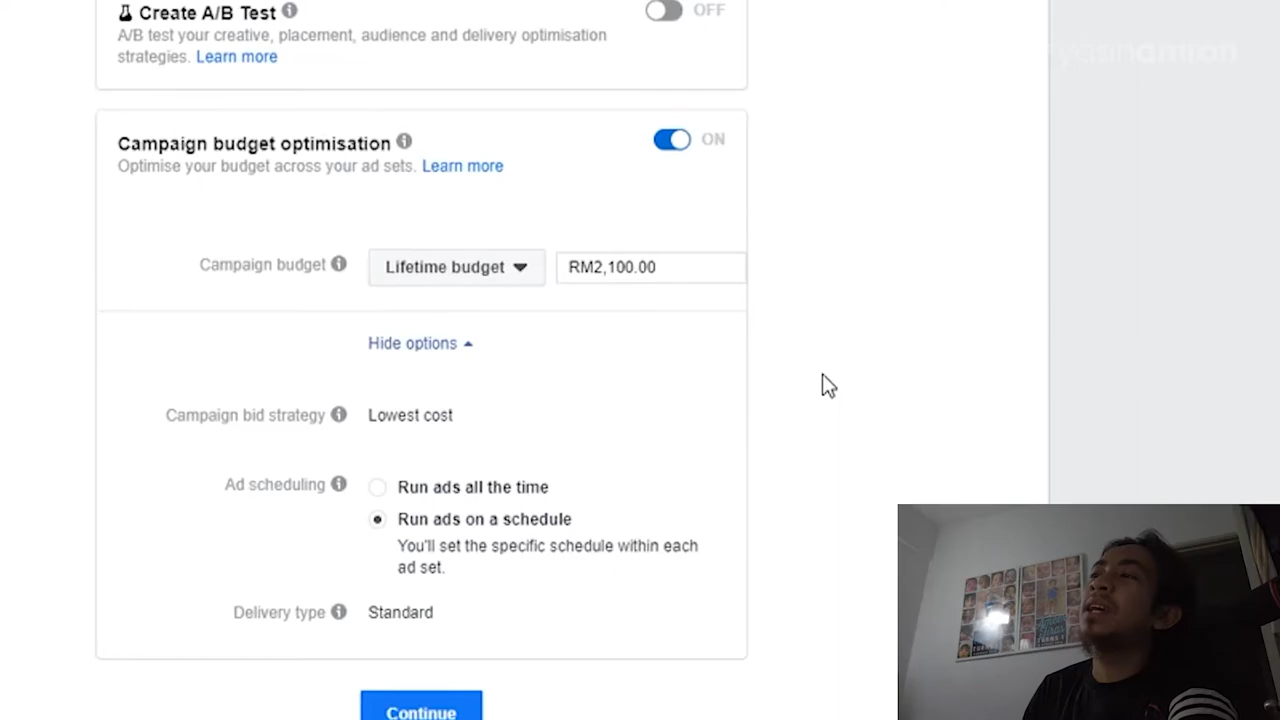 Create A/B Test
OFF
A/B test your creative, placement, audience and delivery optimisation
strategies. Learn more
Campaign budget optimisation
ON
Optimise your budget across your ad sets. Learn more
Campaign budget
Lifetime budget
RM2,100.00
Hide options
Campaign bid strategy
Lowest cost
Ad scheduling
Run ads all the time
Run ads on a schedule
You'll set the specific schedule within each
ad set.
Delivery type
Standard
Continue